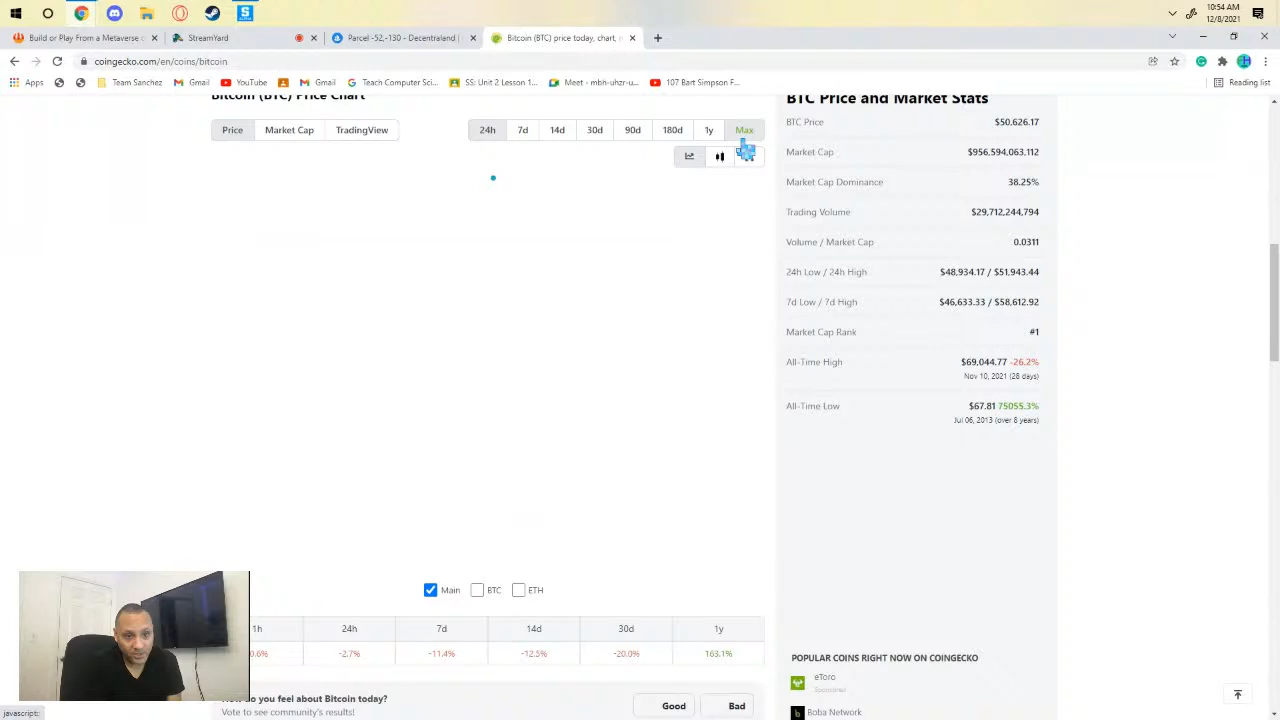 10:54 AM
12/8/2021
Build or Play From a Metaverse
StreamYard
Parcel -52,-130 - Decentraland |
Bitcoin (BTC) price today, chart,
coingecko.com/en/coins/bitcoin
Apps
Team Sanchez
Gmail
YouTube
Gmail
Teach Computer Sci...
SS: Unit 2 Lesson 1...
Meet - mbh-uhzr-u...
107 Bart Simpson F...
Reading list
Bitcoin (BTC) Price Chart
Price Market Cap TradingView
24h 7d 14d 30d 90d 180d 1y Max
BTC Price and Market Stats
BTC Price $50,626.17
Market Cap $956,594,063,112
Market Cap Dominance 38.25%
Trading Volume $29,712,244,794
Volume / Market Cap 0.0311
24h Low / 24h High $48,934.17 / $51,943.44
7d Low / 7d High $46,633.33 / $58,612.92
Market Cap Rank #1
All-Time High $69,044.77 -26.2%
Nov 10, 2021 (28 days)
All-Time Low $67.81 75055.3%
Jul 06, 2013 (over 8 years)
Main BTC ETH
1h 24h 7d 14d 30d 1y
0.6% -2.7% -11.4% -12.5% -20.0% 163.1%
do you feel about Bitcoin today?
Vote to see community's results!
Good
Bad
POPULAR COINS RIGHT NOW ON COINGECKO
eToro
Sponsored
Boba Network
javascript: